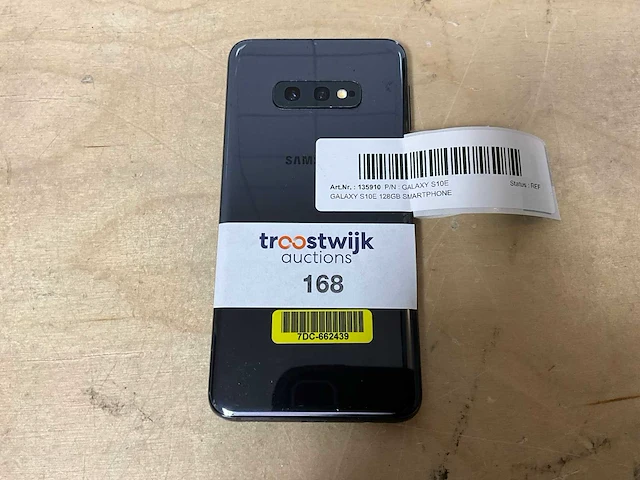 SAM
Art.Nr. : 135910 P/N : GALAXY S10E Status : REF
GALAXY S10E 128GB SMARTPHONE
troostwijk
auctions
168
7DC-662439